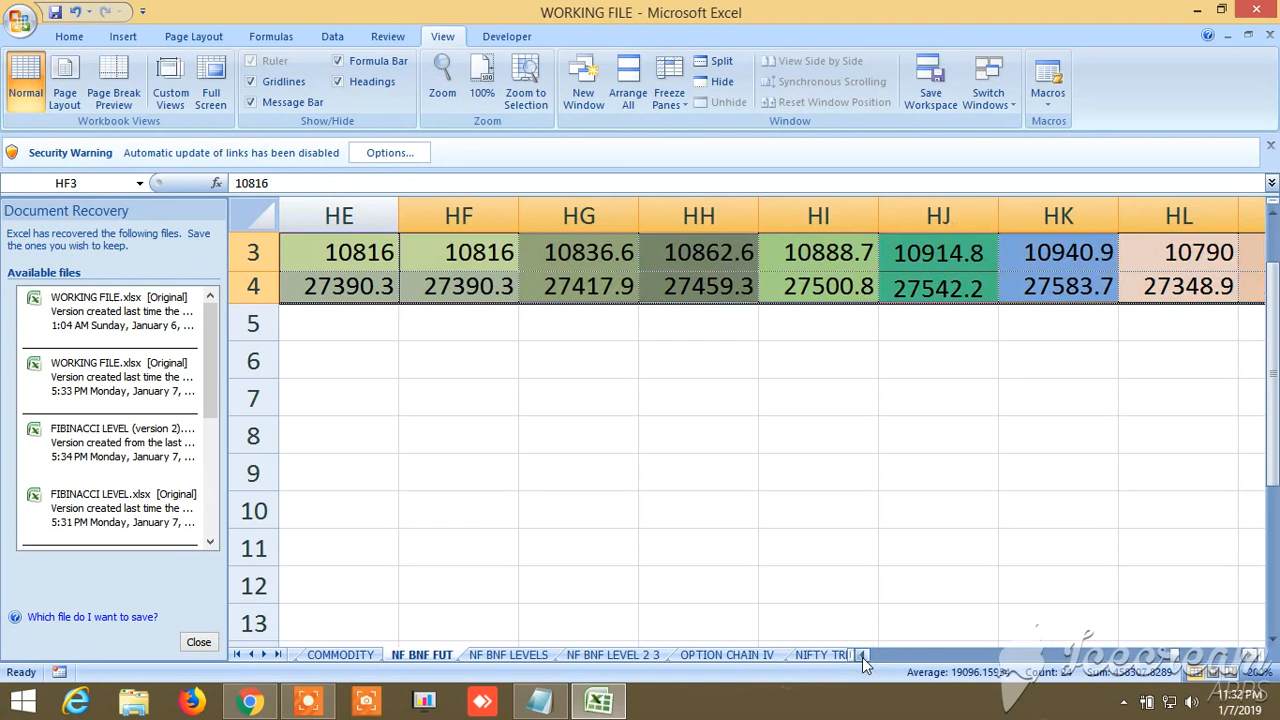 WORKING FILE - Microsoft Excel
Home Insert Page Layout Formulas Data Review View Developer
Ruler Formula Bar
Gridlines Headings
Message Bar
Normal Page Layout Page Break Preview Custom Views Full Screen
Zoom 100% Zoom to Selection
New Window Arrange All Freeze Panes
Split
Hide
Unhide
View Side by Side
Synchronous Scrolling
Reset Window Position
Save Workspace Switch Windows Macros
Workbook Views Show/Hide Zoom Window Macros
Security Warning Automatic update of links has been disabled Options...
HF3 fx 10816
Document Recovery
Excel has recovered the following files. Save
the ones you wish to keep.
Available files
WORKING FILE.xlsx [Original]
Version created last time the ...
1:04 AM Sunday, January 6, ...
WORKING FILE.xlsx [Original]
Version created last time the ...
5:33 PM Monday, January 7, ...
FIBINACCI LEVEL (version 2)....
Version created from the last ...
5:34 PM Monday, January 7, ...
FIBINACCI LEVEL.xlsx [Original]
Version created last time the ...
5:31 PM Monday, January 7, ...
Which file do I want to save?
Close
HE HF HG HH HI HJ HK HL
3 10816 10816 10836.6 10862.6 10888.7 10914.8 10940.9 10790
4 27390.3 27390.3 27417.9 27459.3 27500.8 27542.2 27583.7 27348.9
5
6
7
8
9
10
11
12
13
COMMODITY NF BNF FUT NF BNF LEVELS NF BNF LEVEL 2 3 OPTION CHAIN IV NIFTY TR
Ready Count: 24 200%
Icecream
APPS
11:32 PM
1/7/2019